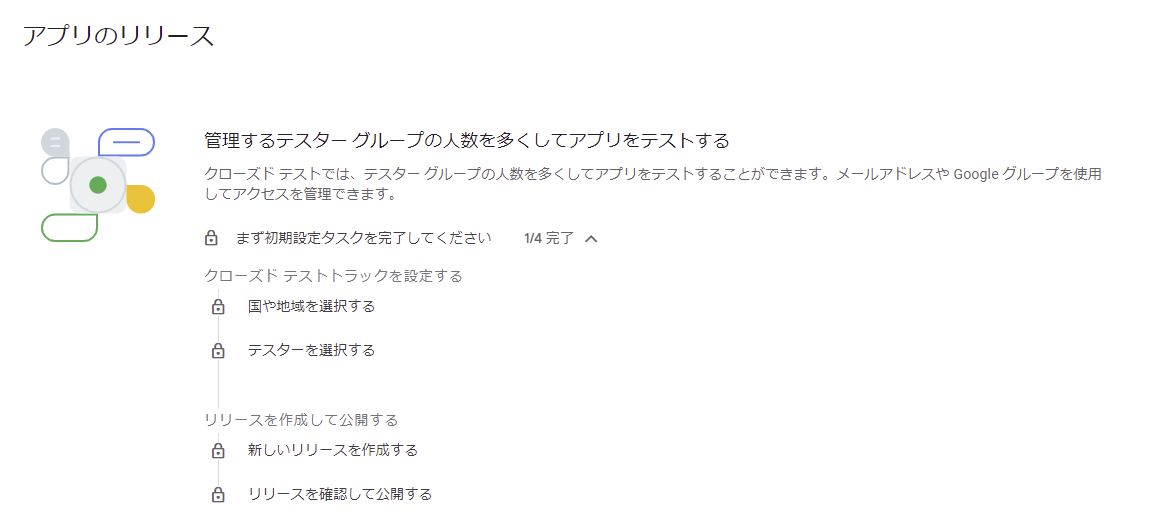 アプリのリリース
管理するテスター グループの人数を多くしてアプリをテストする
クローズド テストでは、テスター グループの人数を多くしてアプリをテストすることができます。メールアドレスや Google グループを使用
してアクセスを管理できます。
まず初期設定タスクを完了してください 1/4 完了
クローズド テストトラックを設定する
国や地域を選択する
テスターを選択する
リリースを作成して公開する
新しいリリースを作成する
リリースを確認して公開する